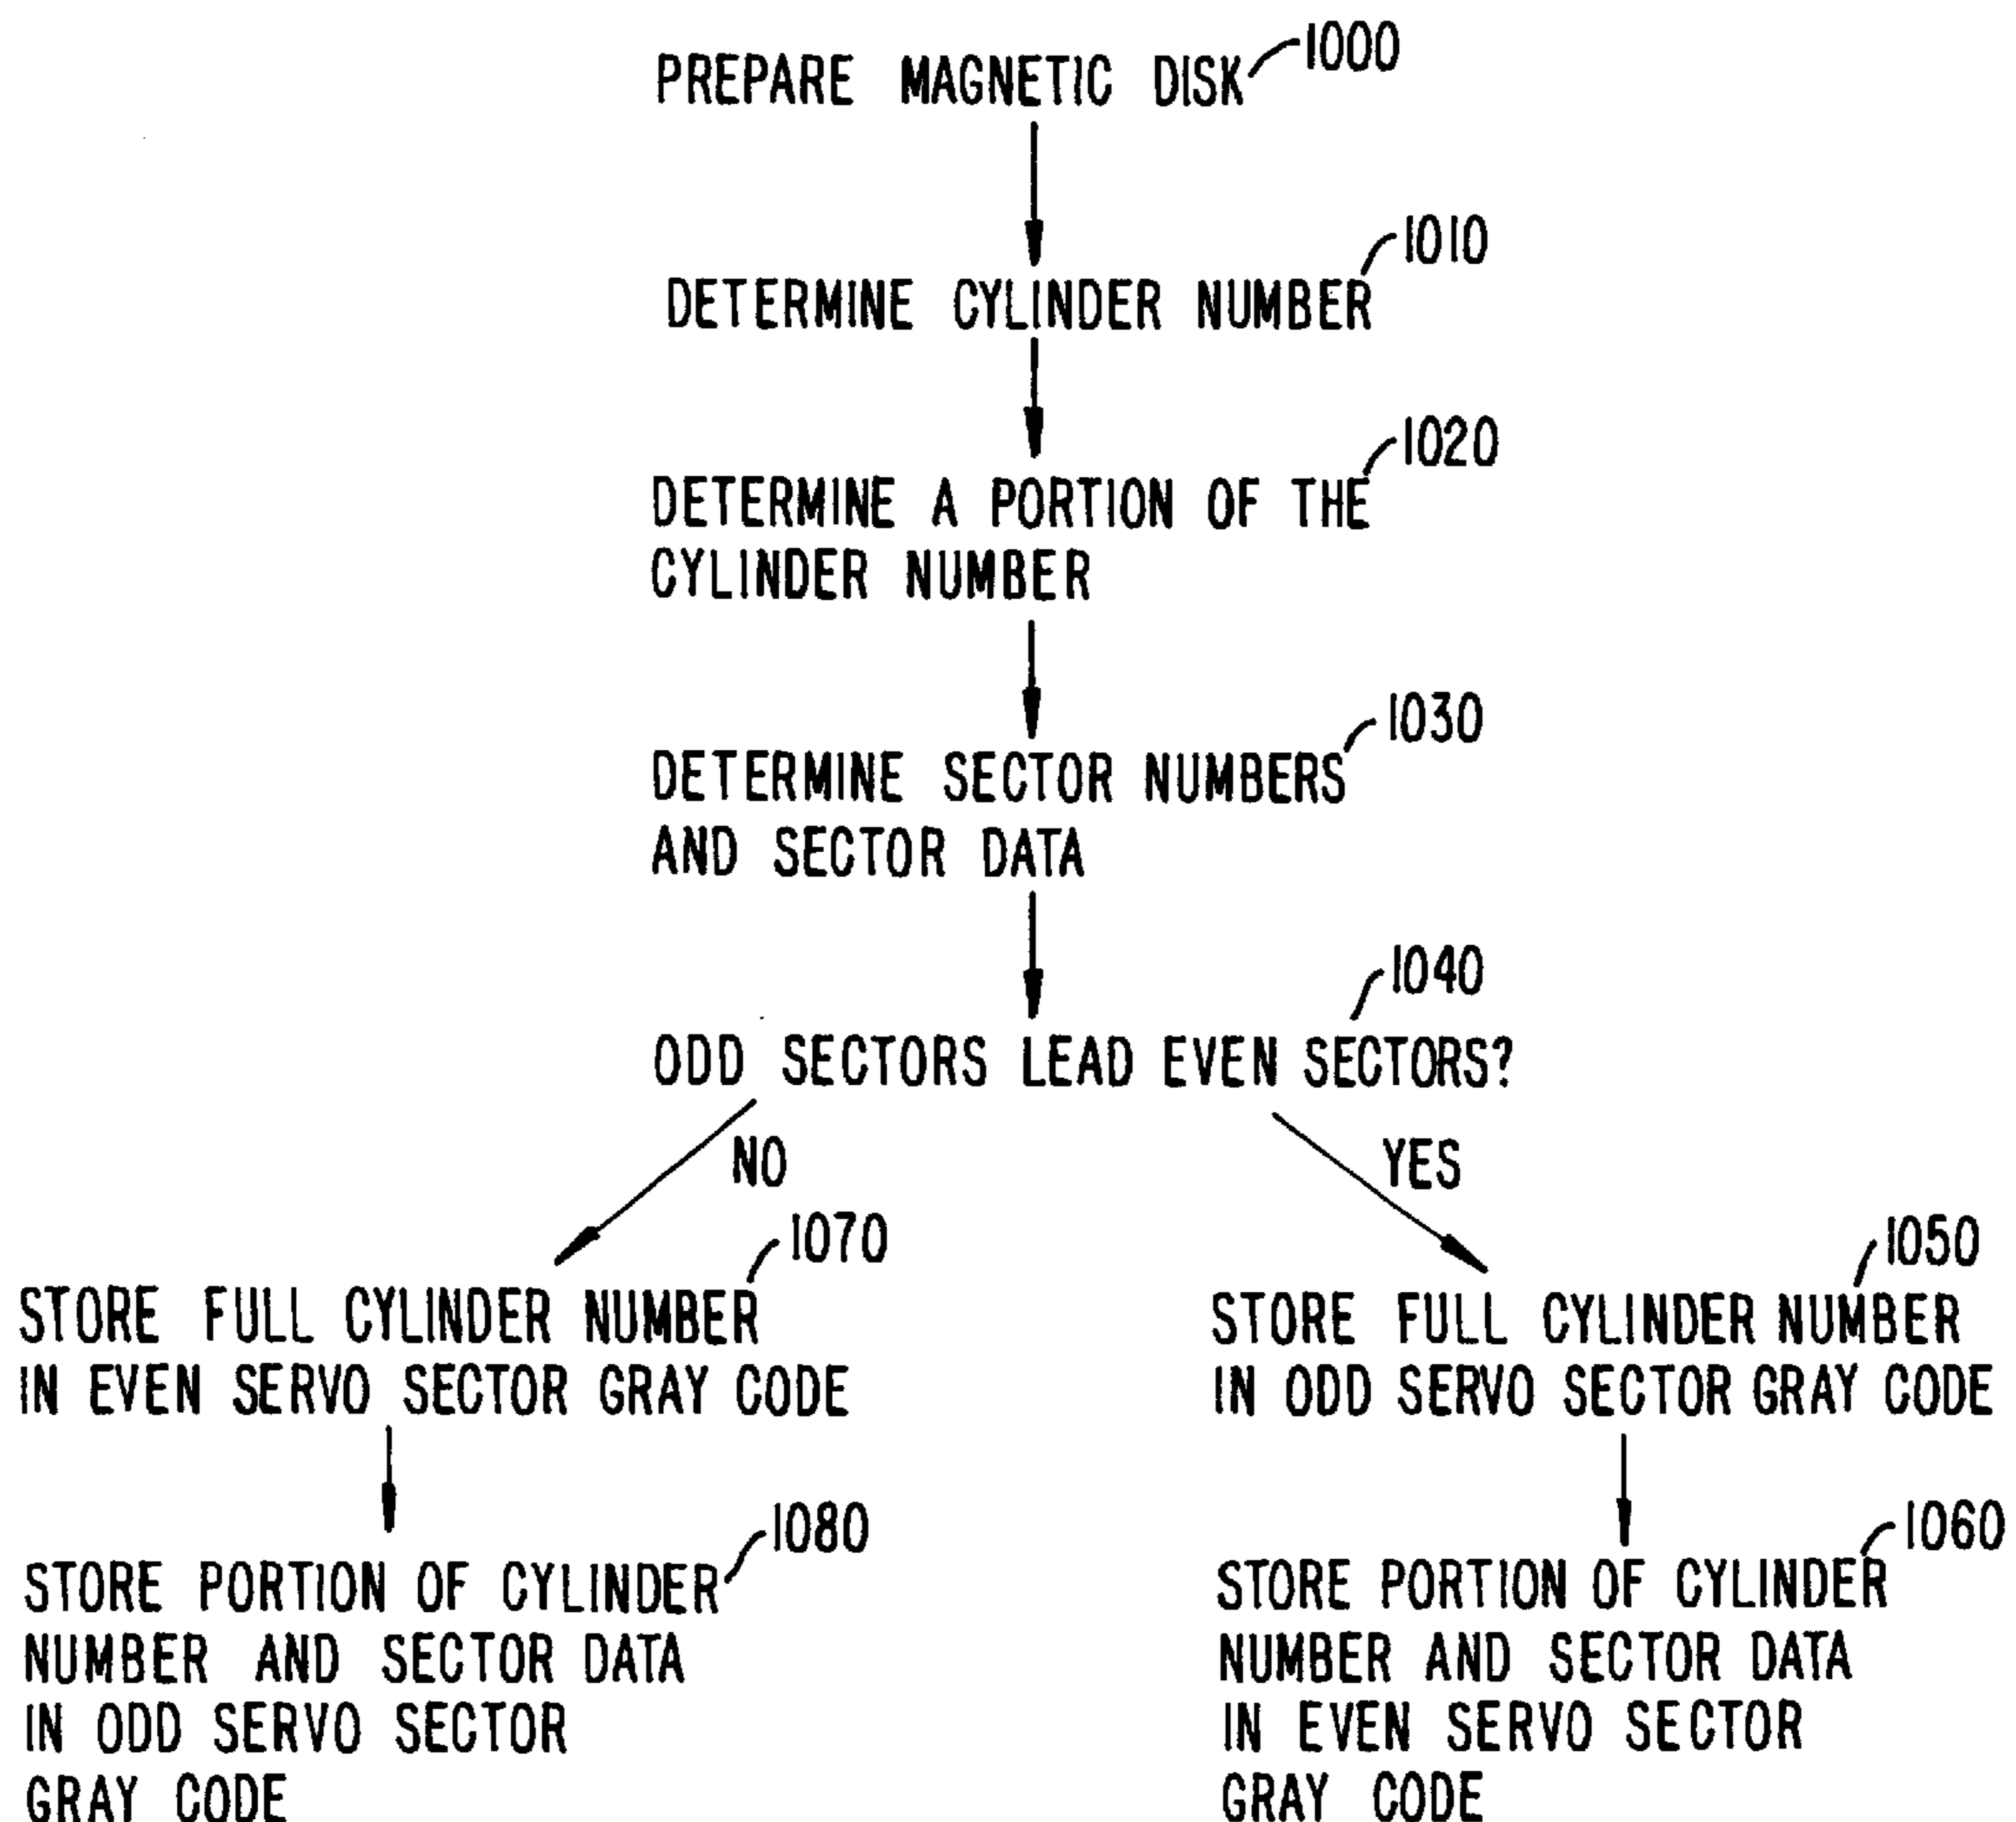 PREPARE MAGNETIC DISK 1000
DETERMINE CYLINDER NUMBER 1010
DETERMINE A PORTION OF THE 1020
CYLINDER NUMBER
DETERMINE SECTOR NUMBERS 1030
AND SECTOR DATA
ODD SECTORS LEAD EVEN SECTORS? 1040
NO
YES
STORE FULL CYLINDER NUMBER 1070
IN EVEN SERVO SECTOR GRAY CODE
STORE PORTION OF CYLINDER 1080
NUMBER AND SECTOR DATA
IN ODD SERVO SECTOR
GRAY CODE
STORE FULL CYLINDER NUMBER 1050
IN ODD SERVO SECTOR GRAY CODE
STORE PORTION OF CYLINDER 1060
NUMBER AND SECTOR DATA
IN EVEN SERVO SECTOR
GRAY CODE